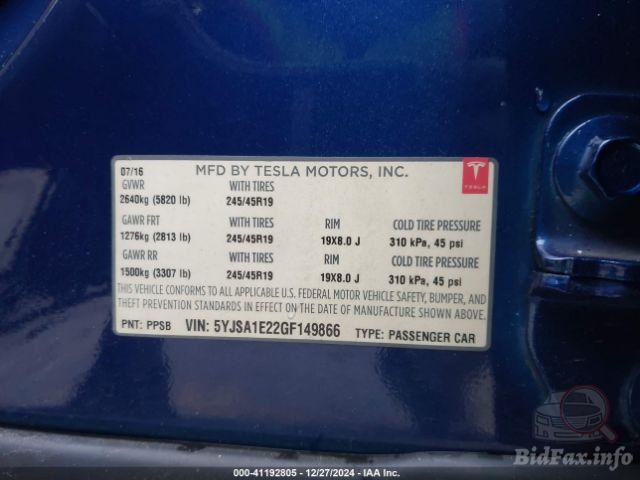 07/16 MFD BY TESLA MOTORS, INC.
GVWR WITH TIRES
2640kg (5820 lb) 245/45R19
TESLA
GAWR FRT WITH TIRES RIM COLD TIRE PRESSURE
1276kg (2813 lb) 245/45R19 19X8.0 J 310 kPa, 45 psi
GAWR RR WITH TIRES RIM COLD TIRE PRESSURE
1500kg (3307 lb) 245/45R19 19X8.0 J 310 kPa, 45 psi
THIS VEHICLE CONFORMS TO ALL APPLICABLE U.S. FEDERAL MOTOR VEHICLE SAFETY, BUMPER, AND
THEFT PREVENTION STANDARDS IN EFFECT ON THE DATE OF MANUFACTURE SHOWN ABOVE.
PNT: PPSB VIN: 5YJSA1E22GF149866 TYPE: PASSENGER CAR
BidFax.info
000-41192805 - 12/27/2024 - IAA Inc.